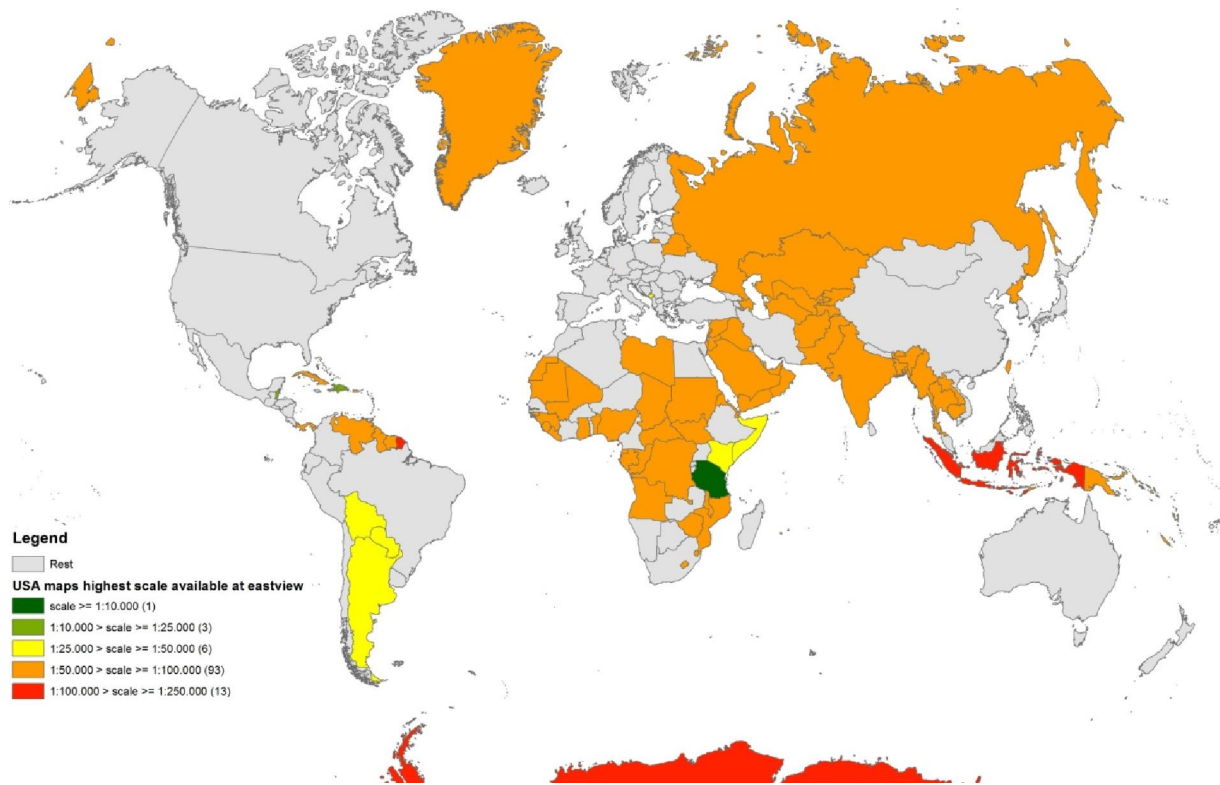 Legend
Rest
USA maps highest scale available at eastview
scale >= 1:10.000 (1)
1:10.000 > scale >= 1:25.000 (3)
1:25.000 > scale >= 1:50.000 (6)
1:50.000 > scale >= 1:100.000 (93)
1:100.000 > scale >= 1:250.000 (13)